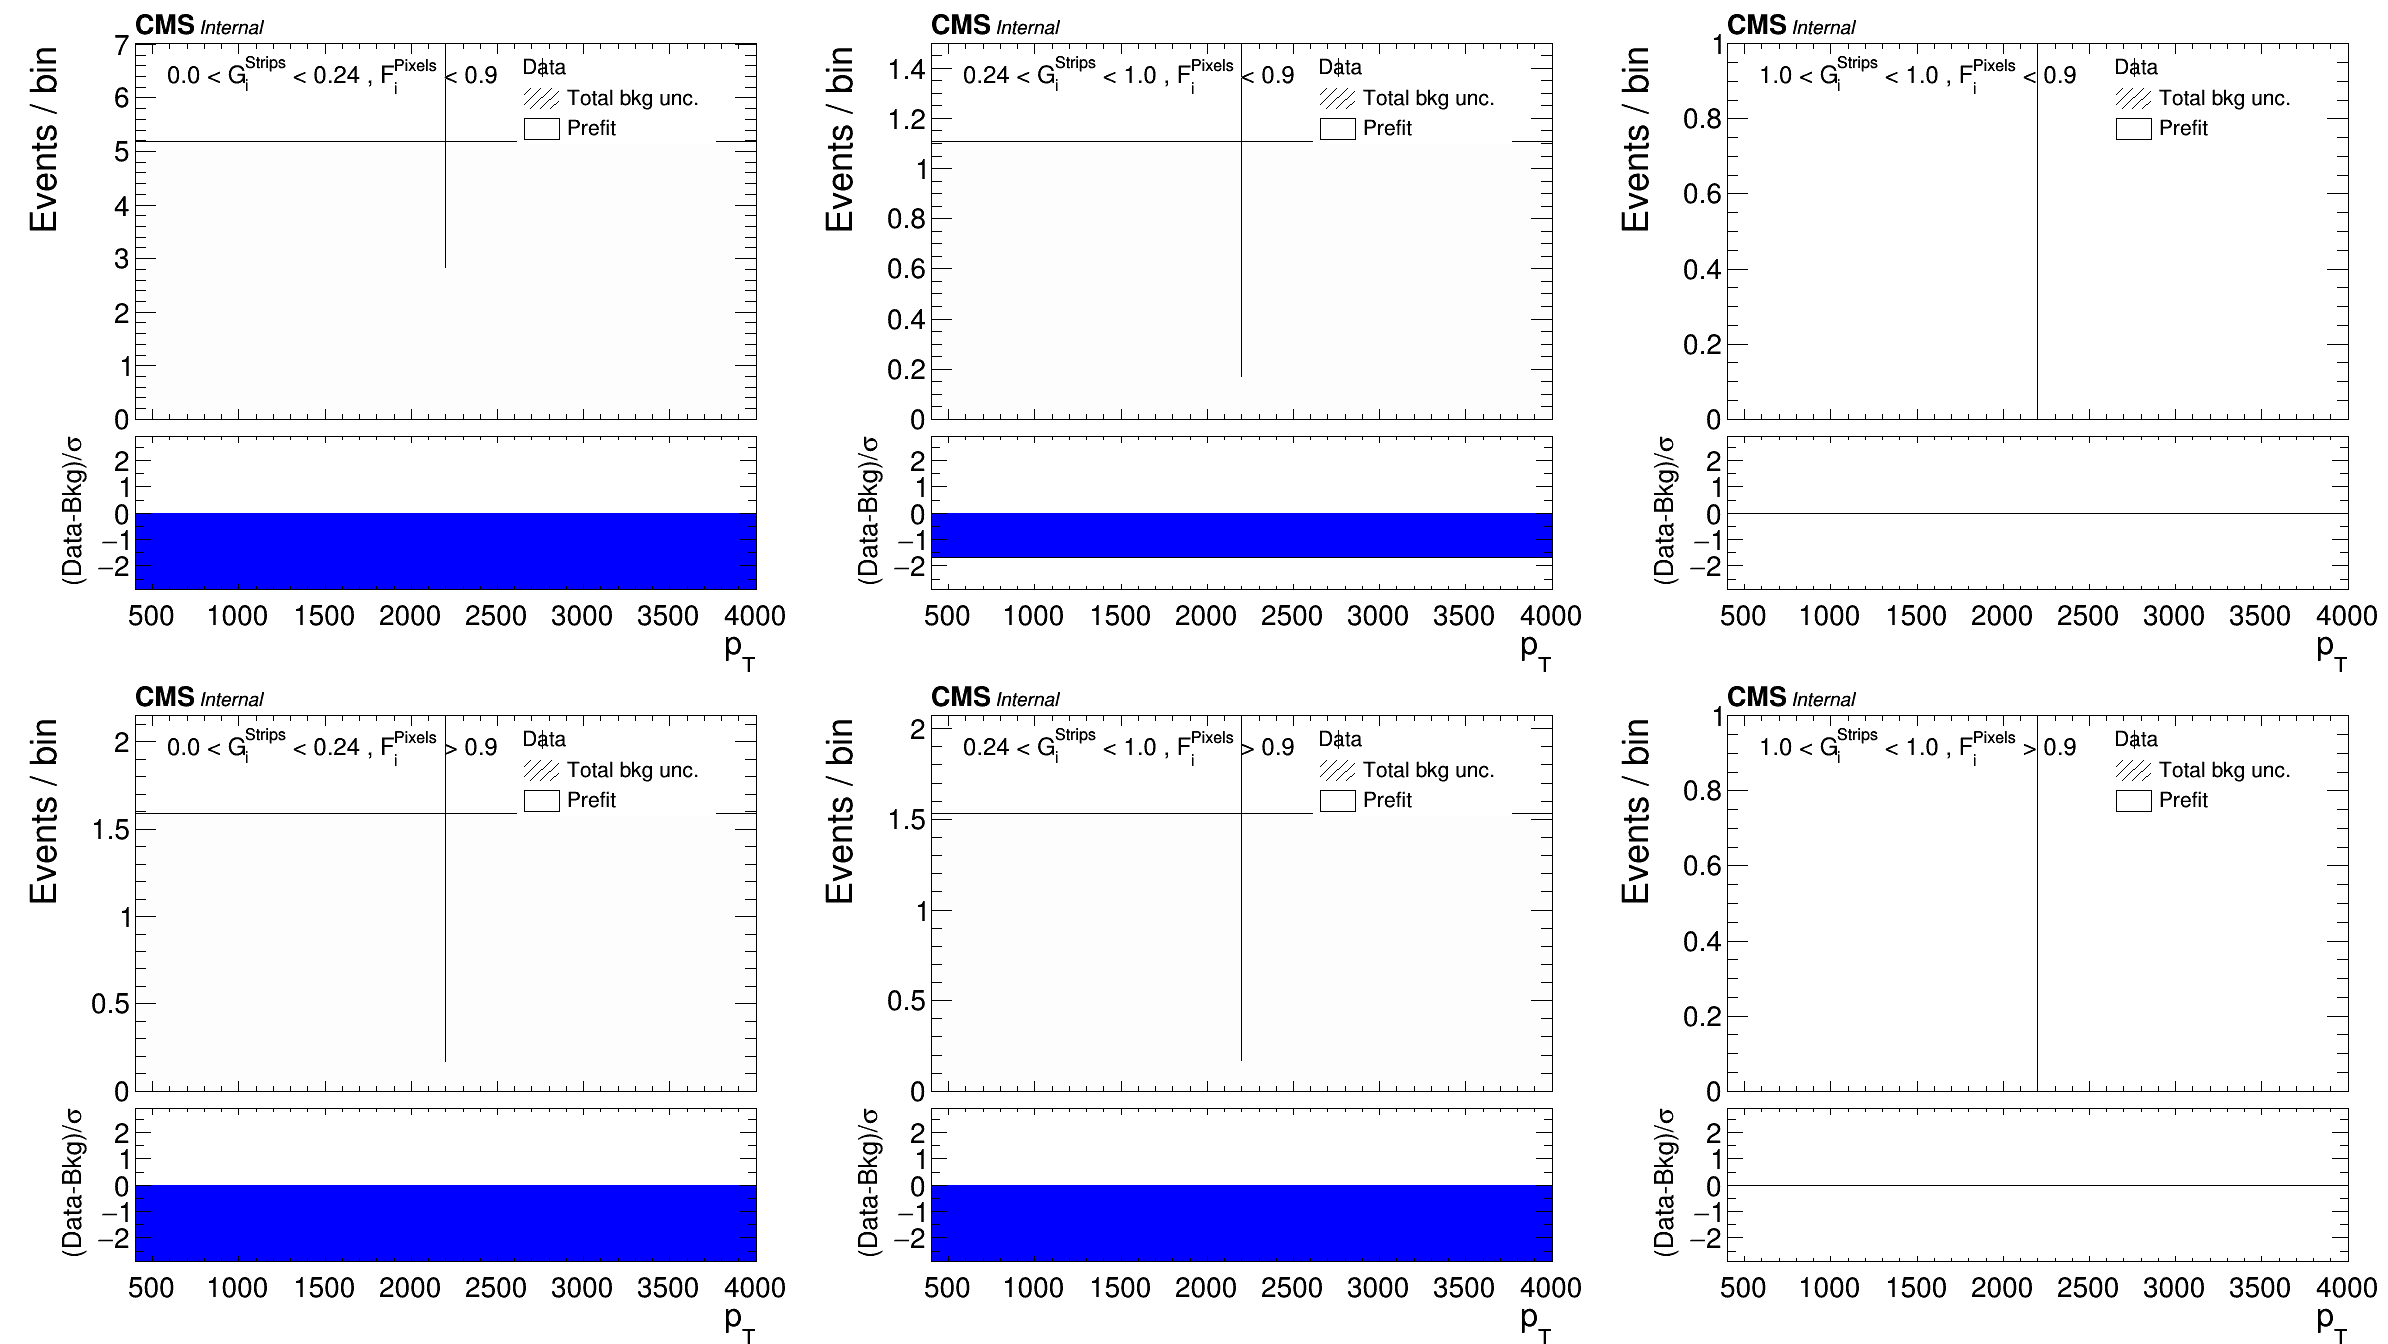 CMS Internal
0.0 < G_i^Strips < 0.24 , F_i^Pixels < 0.9
Data
Total bkg unc.
Prefit
Events / bin
7
6
5
4
3
2
1
0
(Data-Bkg)/σ
2
1
0
−1
−2
500 1000 1500 2000 2500 3000 3500 4000
p_T
CMS Internal
0.24 < G_i^Strips < 1.0 , F_i^Pixels < 0.9
Data
Total bkg unc.
Prefit
Events / bin
1.4
1.2
1
0.8
0.6
0.4
0.2
0
(Data-Bkg)/σ
2
1
0
−1
−2
500 1000 1500 2000 2500 3000 3500 4000
p_T
CMS Internal
1.0 < G_i^Strips < 1.0 , F_i^Pixels < 0.9
Data
Total bkg unc.
Prefit
Events / bin
1
0.8
0.6
0.4
0.2
0
(Data-Bkg)/σ
2
1
0
−1
−2
500 1000 1500 2000 2500 3000 3500 4000
p_T
CMS Internal
0.0 < G_i^Strips < 0.24 , F_i^Pixels > 0.9
Data
Total bkg unc.
Prefit
Events / bin
2
1.5
1
0.5
0
(Data-Bkg)/σ
2
1
0
−1
−2
500 1000 1500 2000 2500 3000 3500 4000
p_T
CMS Internal
0.24 < G_i^Strips < 1.0 , F_i^Pixels > 0.9
Data
Total bkg unc.
Prefit
Events / bin
2
1.5
1
0.5
0
(Data-Bkg)/σ
2
1
0
−1
−2
500 1000 1500 2000 2500 3000 3500 4000
p_T
CMS Internal
1.0 < G_i^Strips < 1.0 , F_i^Pixels > 0.9
Data
Total bkg unc.
Prefit
Events / bin
1
0.8
0.6
0.4
0.2
0
(Data-Bkg)/σ
2
1
0
−1
−2
500 1000 1500 2000 2500 3000 3500 4000
p_T